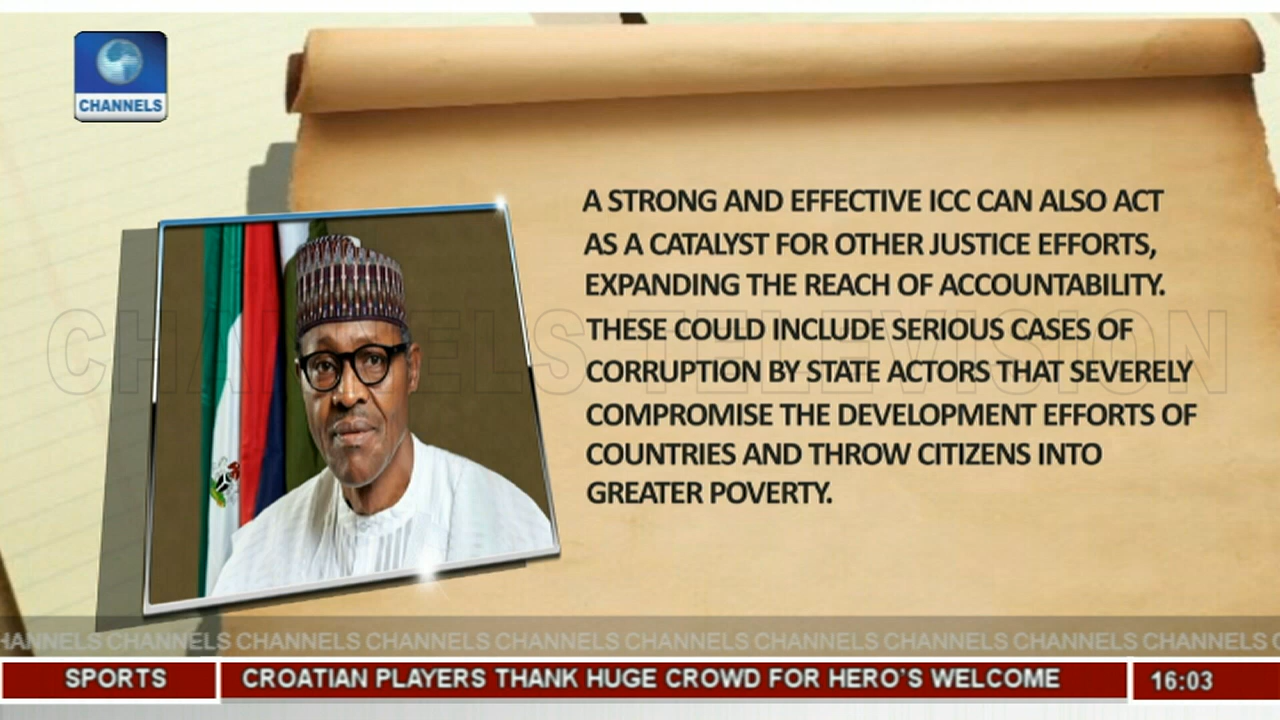 CHANNELS
A STRONG AND EFFECTIVE ICC CAN ALSO ACT
AS A CATALYST FOR OTHER JUSTICE EFFORTS,
EXPANDING THE REACH OF ACCOUNTABILITY.
THESE COULD INCLUDE SERIOUS CASES OF
CORRUPTION BY STATE ACTORS THAT SEVERELY
COMPROMISE THE DEVELOPMENT EFFORTS OF
COUNTRIES AND THROW CITIZENS INTO
GREATER POVERTY.
CHANNELS TELEVISION
HANNELS CHANNELS CHANNELS CHANNELS CHANNELS CHANNELS CHANNELS CHANNELS CHANNELS CHANNELS C
SPORTS CROATIAN PLAYERS THANK HUGE CROWD FOR HERO'S WELCOME 16:03